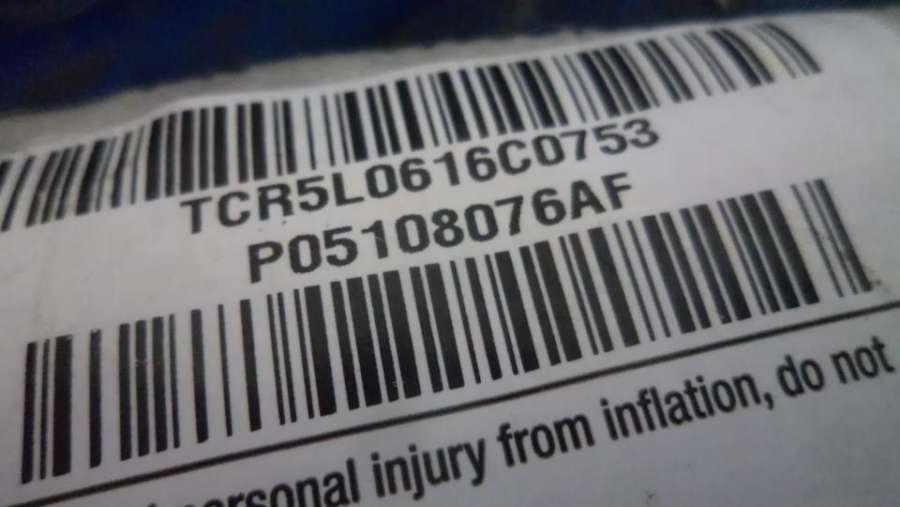 TCR5L0616C0753
P05108076AF
personal injury from inflation, do not